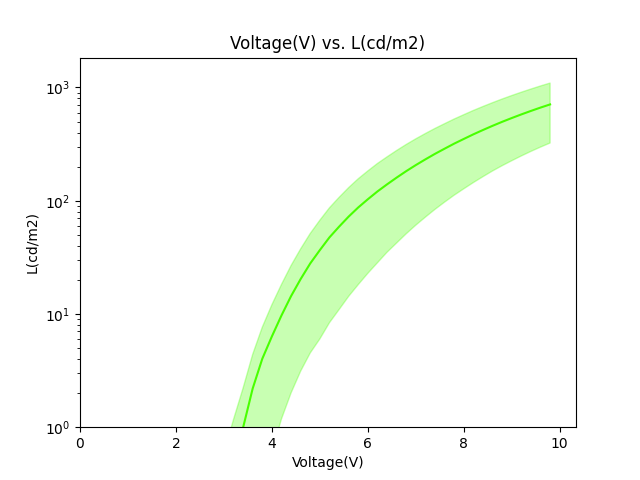 Voltage(V) vs. L(cd/m2)
L(cd/m2)
10³
10²
10¹
10⁰
0 2 4 6 8 10
Voltage(V)